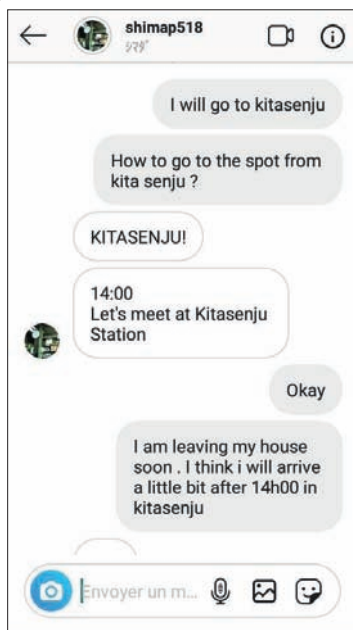 shimap518
ｼﾏﾀﾞ
I will go to kitasenju
How to go to the spot from
kita senju ?
KITASENJU!
14:00
Let's meet at Kitasenju
Station
Okay
I am leaving my house
soon . I think i will arrive
a little bit after 14h00 in
kitasenju
Envoyer un m...